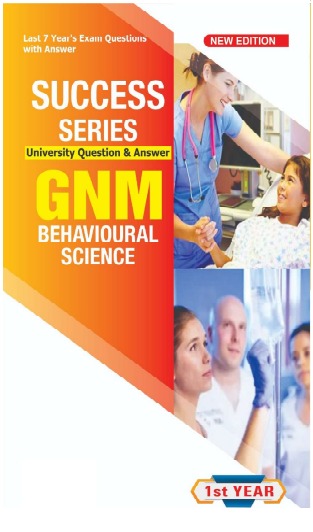 Last 7 Year's Exam Questions
with Answer
NEW EDITION
SUCCESS
SERIES
University Question & Answer
GNM
BEHAVIOURAL
SCIENCE
1st YEAR